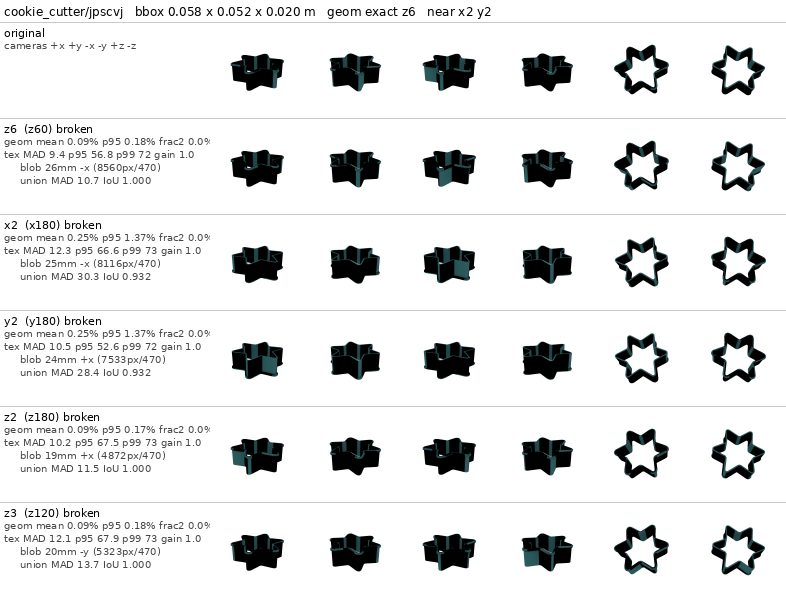 cookie_cutter/jpscvj   bbox 0.058 x 0.052 x 0.020 m   geom exact z6   near x2 y2
original
cameras +x +y -x -y +z -z
z6  (z60) broken
geom mean 0.09% p95 0.18% frac2 0.0%
tex MAD 9.4 p95 56.8 p99 72 gain 1.0
blob 26mm -x (8560px/470)
union MAD 10.7 IoU 1.000
x2  (x180) broken
geom mean 0.25% p95 1.37% frac2 0.0%
tex MAD 12.3 p95 66.6 p99 73 gain 1.0
blob 25mm -x (8116px/470)
union MAD 30.3 IoU 0.932
y2  (y180) broken
geom mean 0.25% p95 1.37% frac2 0.0%
tex MAD 10.5 p95 52.6 p99 72 gain 1.0
blob 24mm +x (7533px/470)
union MAD 28.4 IoU 0.932
z2  (z180) broken
geom mean 0.09% p95 0.17% frac2 0.0%
tex MAD 10.2 p95 67.5 p99 73 gain 1.0
blob 19mm +x (4872px/470)
union MAD 11.5 IoU 1.000
z3  (z120) broken
geom mean 0.09% p95 0.18% frac2 0.0%
tex MAD 12.1 p95 67.9 p99 73 gain 1.0
blob 20mm -y (5323px/470)
union MAD 13.7 IoU 1.000